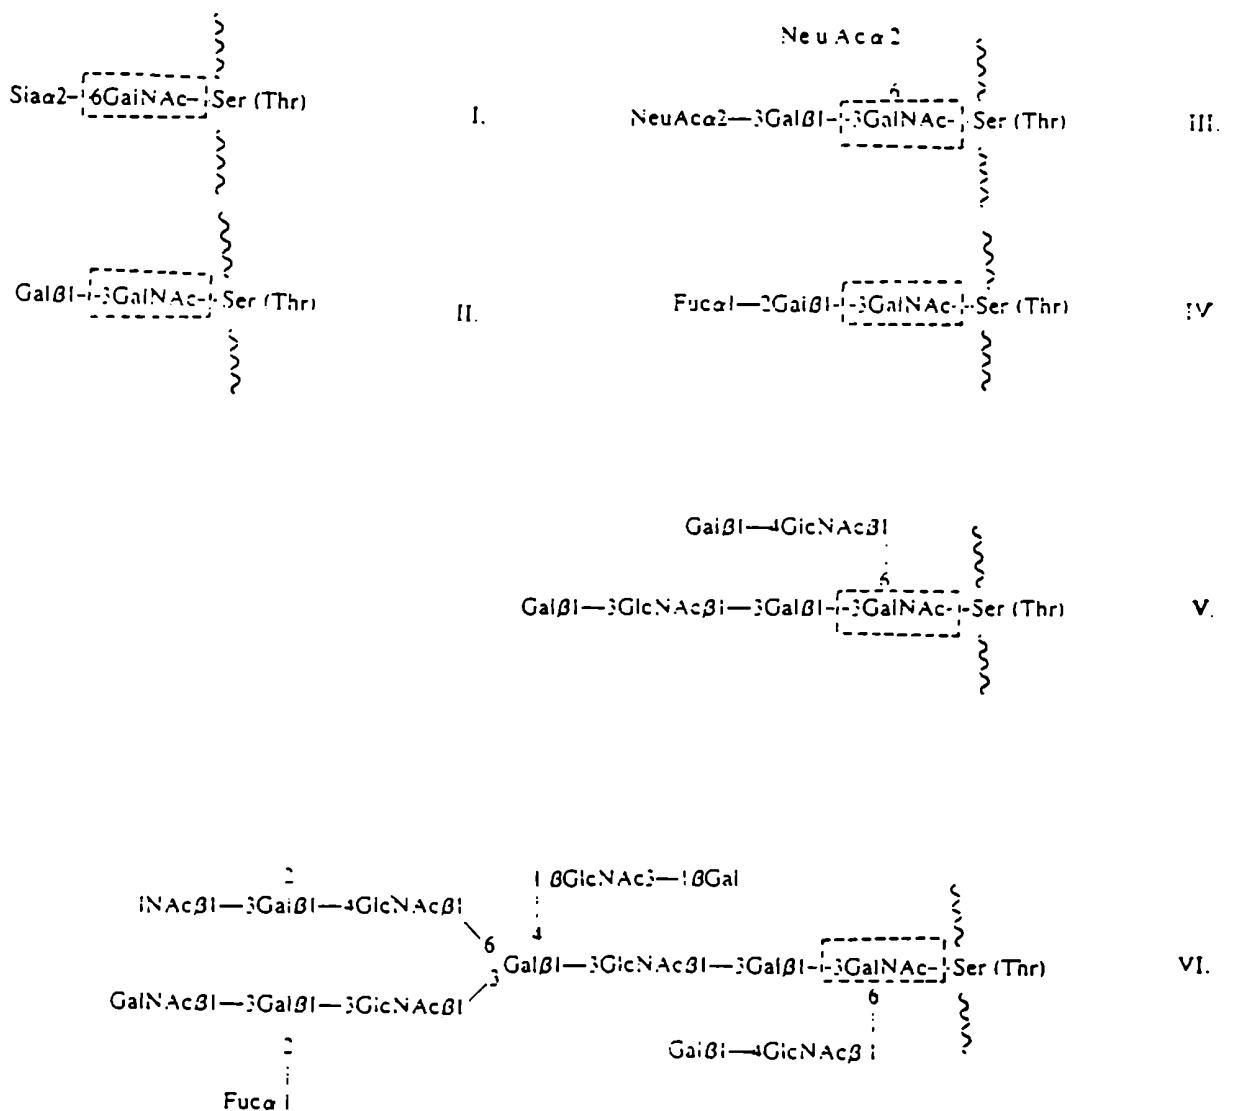 Siaα2-6GalNAc-Ser (Thr) I.
Galβ1-3GalNAc-Ser (Thr) II.
NeuAcα2
6
NeuAcα2—3Galβ1-3GalNAc-Ser (Thr) III.
Fucα1—2Galβ1-3GalNAc-Ser (Thr) IV
Galβ1—4GlcNAcβ1
6
Galβ1—3GlcNAcβ1—3Galβ1-3GalNAc-Ser (Thr) V.
2 1 βGlcNAc3—1βGal
NAcβ1—3Galβ1—4GlcNAcβ1
6 4
Galβ1—3GlcNAcβ1—3Galβ1-3GalNAc-Ser (Thr) VI.
3
GalNAcβ1—3Galβ1—3GlcNAcβ1 6
2 Galβ1—4GlcNAcβ1
Fucα1